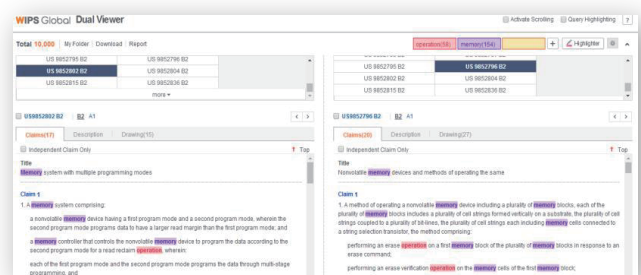 WIPS Global Dual Viewer
Activate Scrolling Query Highlighting ?
Total 10,000 My Folder Download Report
operation(58) memory(154) + Highlighter
US 9852795 B2 US 9852796 B2
US 9852802 B2 US 9852804 B2
US 9852815 B2 US 9852836 B2
more
US9852802 B2 B2 A1 < >
Claims(17) Description Drawing(15)
Independent Claim Only ↑ Top
Title
Memory system with multiple programming modes
Claim 1
1. A memory system comprising:
a nonvolatile memory device having a first program mode and a second program mode, wherein the
second program mode programs data to have a larger read margin than the first program mode; and
a memory controller that controls the nonvolatile memory device to program the data according to the
second program mode for a read reclaim operation, wherein:
each of the first program mode and the second program mode programs the data through multi-stage
programming, and
US 9852795 B2 US 9852796 B2
US 9852802 B2 US 9852804 B2
US 9852815 B2 US 9852836 B2
US9852796 B2 B2 A1 < >
Claims(20) Description Drawing(27)
Independent Claim Only ↑ Top
Title
Nonvolatile memory devices and methods of operating the same
Claim 1
1. A method of operating a nonvolatile memory device including a plurality of memory blocks, each of the
plurality of memory blocks includes a plurality of cell strings formed vertically on a substrate, the plurality of cell
strings coupled to a plurality of bit-lines, the plurality of cell strings each including memory cells connected to
a string selection transistor, the method comprising:
performing an erase operation on a first memory block of the plurality of memory blocks in response to an
erase command;
performing an erase verification operation on the memory cells of the first memory block;